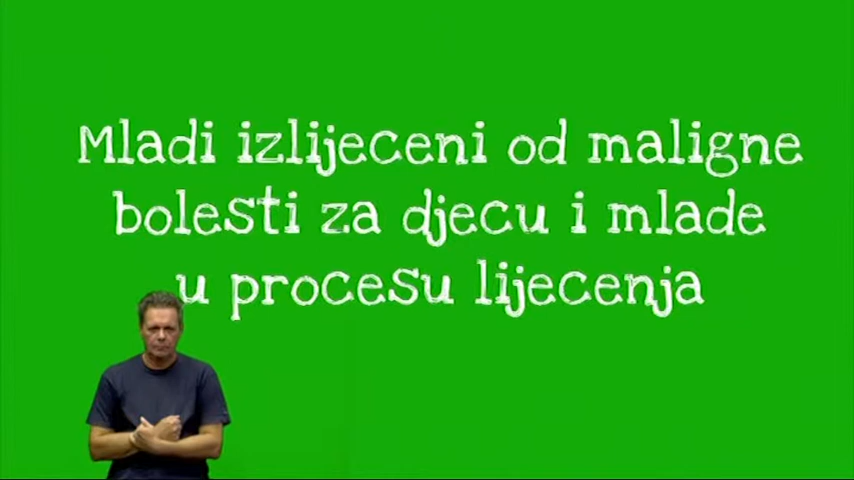 Mladi izlijeceni od maligne
bolesti za djecu i mlade
u procesu lijecenja